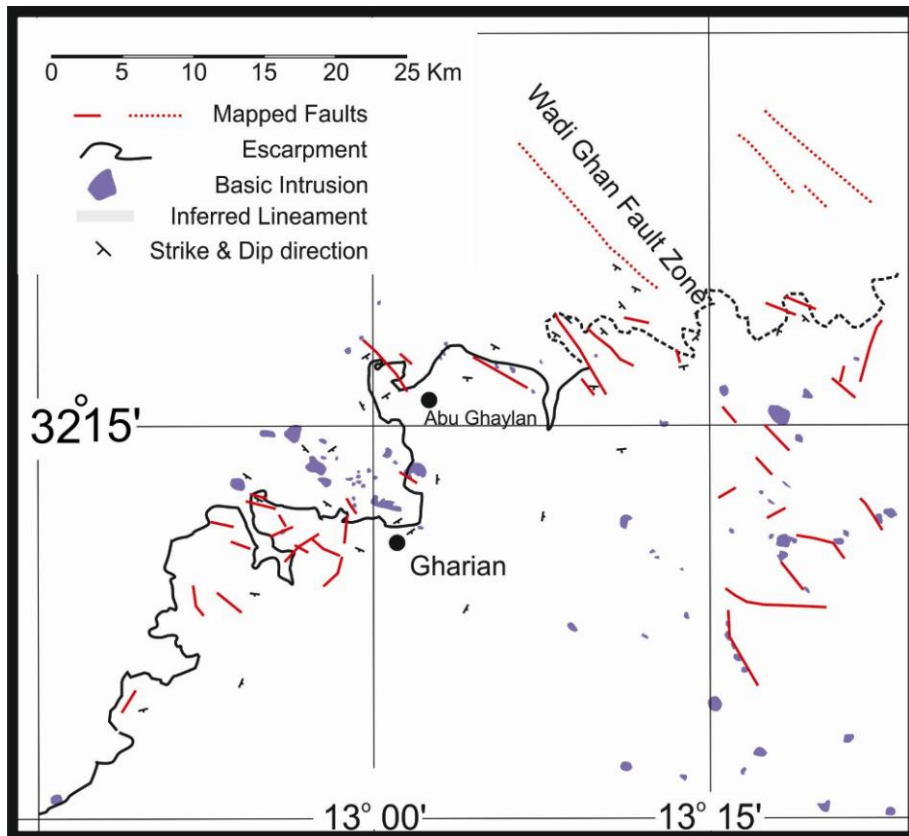 0 5 10 15 20 25 Km
Mapped Faults
Escarpment
Basic Intrusion
Inferred Lineament
Strike & Dip direction
Wadi Ghan Fault Zone
Abu Ghaylan
32°15'
Gharian
13° 00'
13° 15'